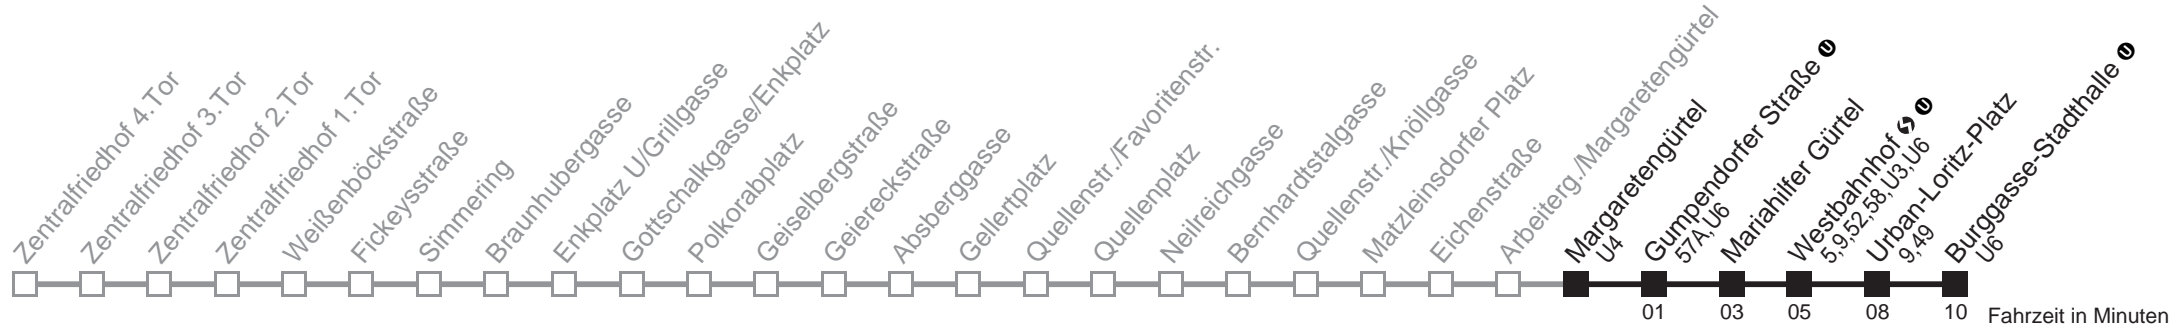 Zentralfriedhof 4.Tor
Zentralfriedhof 3.Tor
Zentralfriedhof 2.Tor
Zentralfriedhof 1.Tor
Weißenböckstraße
Fickeysstraße
Simmering
Braunhubergasse
Enkplatz U/Grillgasse
Gottschalkgasse/Enkplatz
Polkorabplatz
Geiselbergstraße
Geiereckstraße
Absberggasse
Gellertplatz
Quellenstr./Favoritenstr.
Quellenplatz
Neilreichgasse
Bernhardtstalgasse
Quellenstr./Knöllgasse
Matzleinsdorfer Platz
Eichenstraße
Arbeiterg./Margaretengürtel
Margaretengürtel
U4
Gumpendorfer Straße U
57A,U6
Mariahilfer Gürtel
Westbahnhof U
5,9,52,58,U3,U6
Urban-Loritz-Platz
9,49
Burggasse-Stadthalle U
U6
01 03 05 08 10 Fahrzeit in Minuten